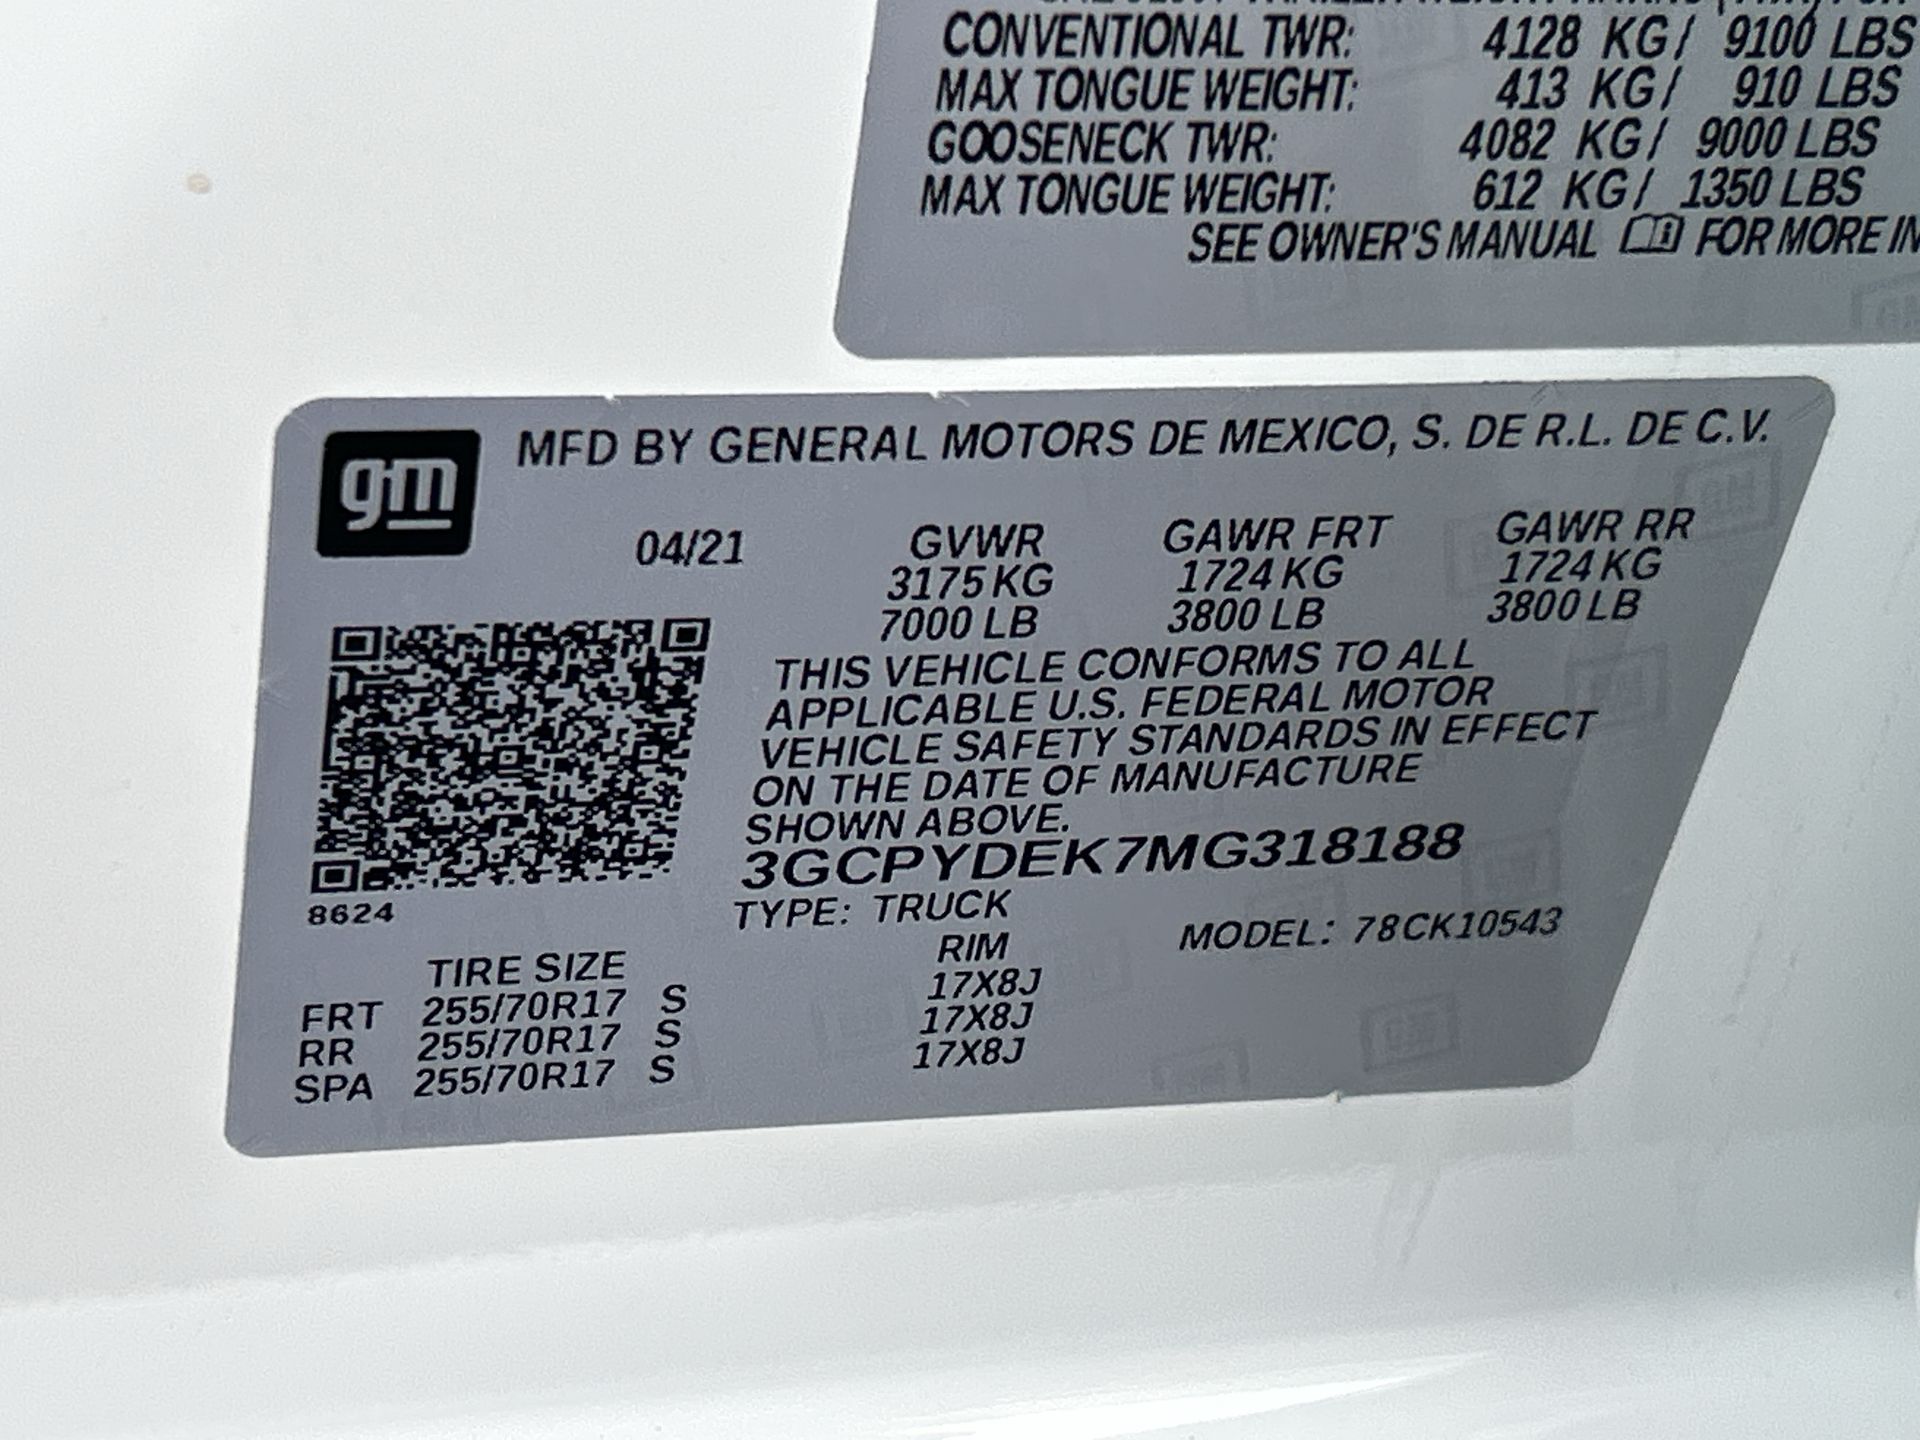 CONVENTIONAL TWR: 4128 KG/ 9100 LBS
MAX TONGUE WEIGHT: 413 KG/ 910 LBS
GOOSENECK TWR: 4082 KG/ 9000 LBS
MAX TONGUE WEIGHT: 612 KG/ 1350 LBS
SEE OWNER'S MANUAL FOR MORE IN
gm MFD BY GENERAL MOTORS DE MEXICO, S. DE R.L. DE C.V.
04/21 GVWR GAWR FRT GAWR RR
3175 KG 1724 KG 1724 KG
7000 LB 3800 LB 3800 LB
THIS VEHICLE CONFORMS TO ALL
APPLICABLE U.S. FEDERAL MOTOR
VEHICLE SAFETY STANDARDS IN EFFECT
ON THE DATE OF MANUFACTURE
SHOWN ABOVE.
3GCPYDEK7MG318188
8624
TYPE: TRUCK MODEL: 78CK10543
TIRE SIZE RIM
FRT 255/70R17 S 17X8J
RR 255/70R17 S 17X8J
SPA 255/70R17 S 17X8J